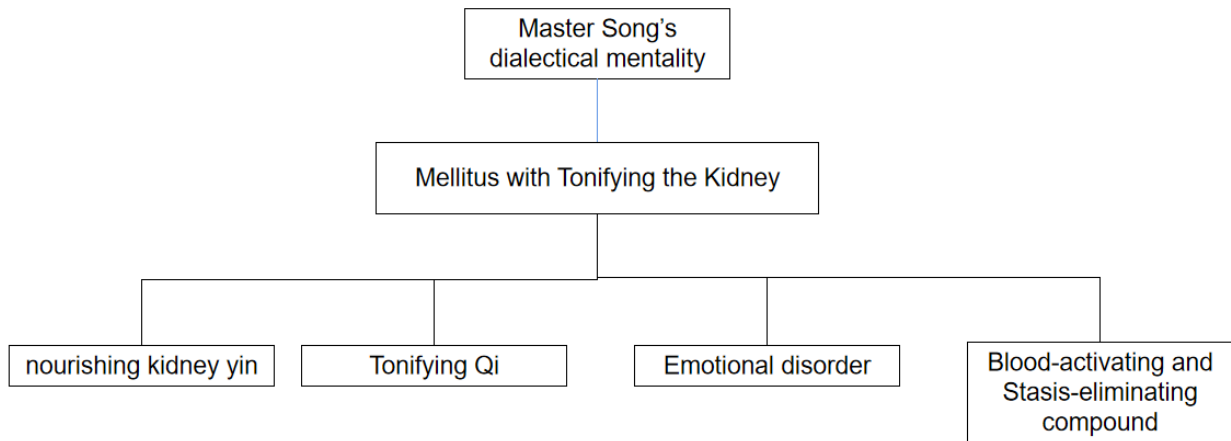 Master Song’s
dialectical mentality
Mellitus with Tonifying the Kidney
nourishing kidney yin
Tonifying Qi
Emotional disorder
Blood-activating and
Stasis-eliminating
compound